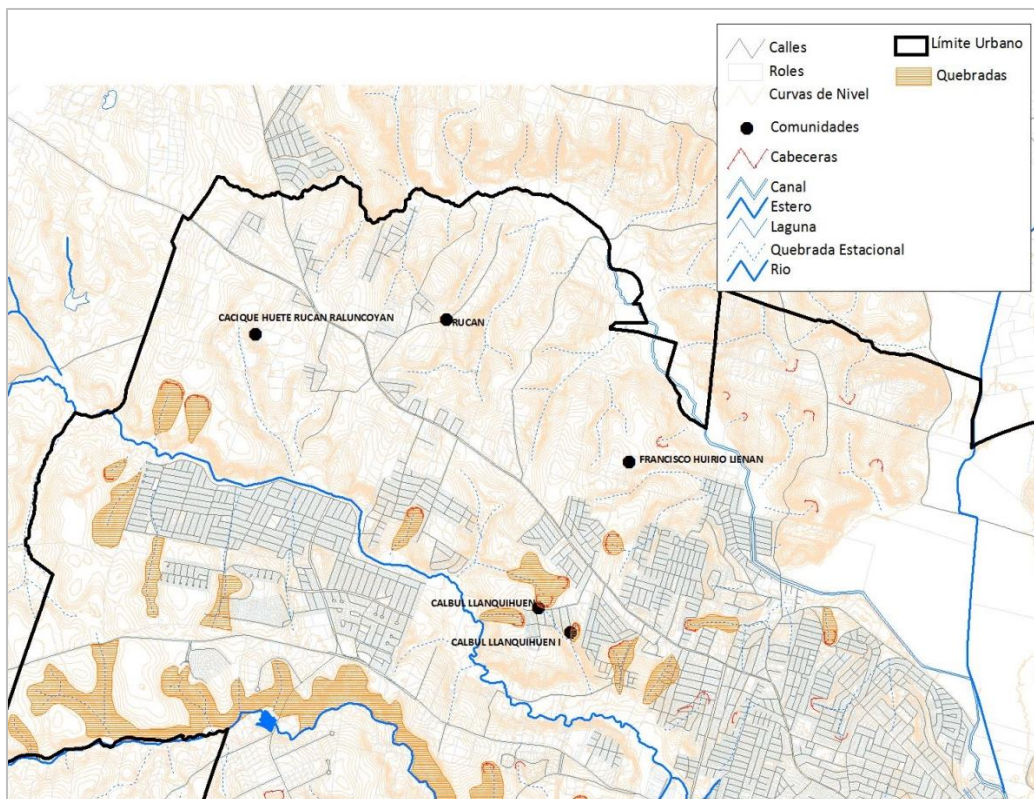 Calles
Roles
Curvas de Nivel
Comunidades
Cabeceras
Canal
Estero
Laguna
Quebrada Estacional
Rio
Límite Urbano
Quebradas
CACIQUE HUETE RUCAN RALUNCOYAN
RUCAN
FRANCISCO HUIRIO LIENAN
CALBUL LLANQUIHUEN
CALBUL LLANQUIHUEN I